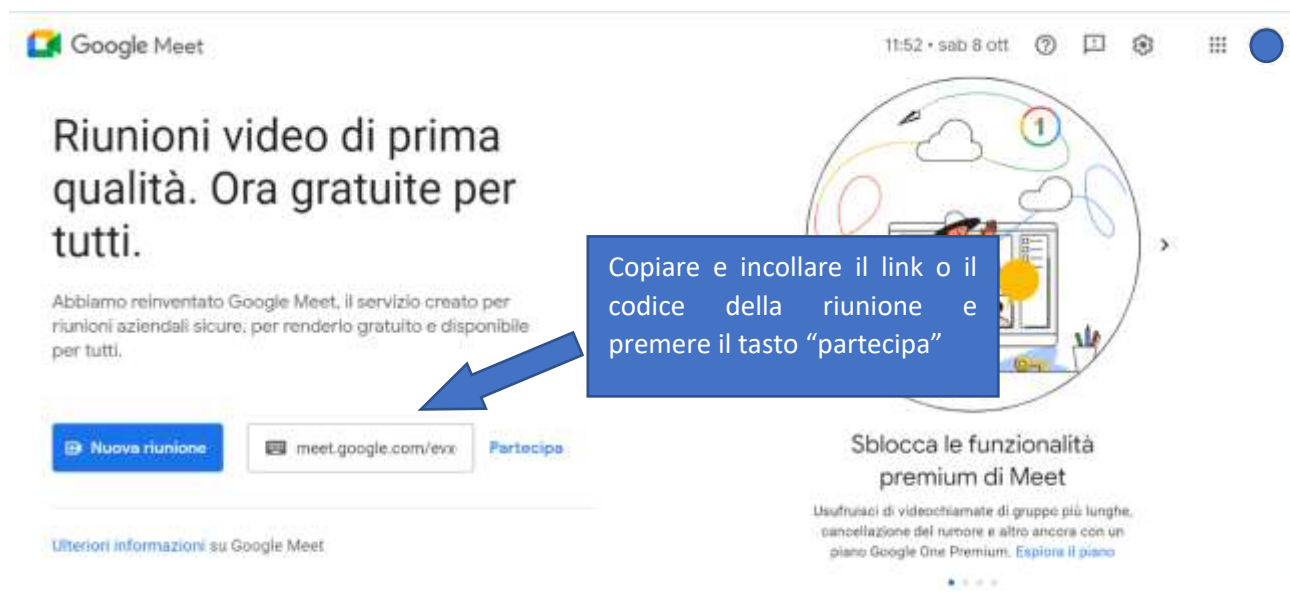 Google Meet
11:52 • sab 8 ott
Riunioni video di prima
qualità. Ora gratuite per
tutti.
Abbiamo reinventato Google Meet, il servizio creato per
riunioni aziendali sicure, per renderlo gratuito e disponibile
per tutti.
Nuova riunione
meet.google.com/evx
Partecipa
Ulteriori informazioni su Google Meet
1
Copiare e incollare il link o il
codice della riunione e
premere il tasto “partecipa”
Sblocca le funzionalità
premium di Meet
Usufruisci di videochiamate di gruppo più lunghe,
cancellazione del rumore e altro ancora con un
piano Google One Premium. Esplora il piano